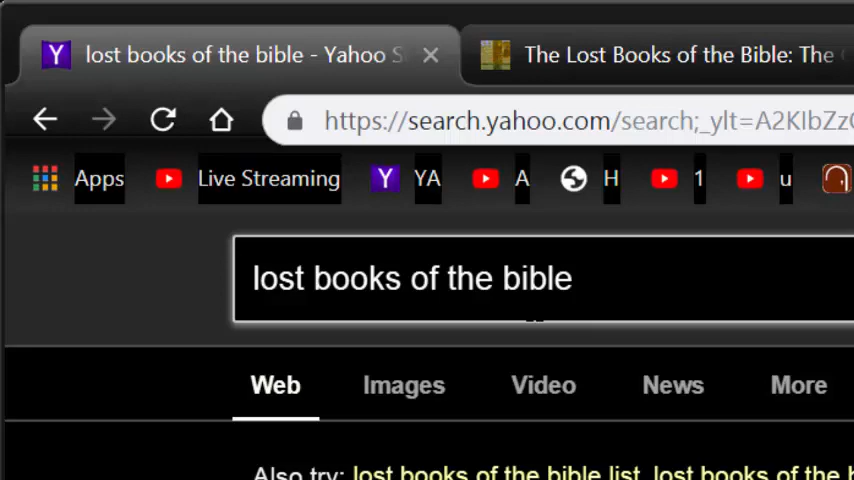 lost books of the bible - Yahoo S
The Lost Books of the Bible: The
https://search.yahoo.com/search;_ylt=A2KIbZz
Apps Live Streaming YA A H 1 u
lost books of the bible
Web Images Video News More
Also try: lost books of the bible list, lost books of the b